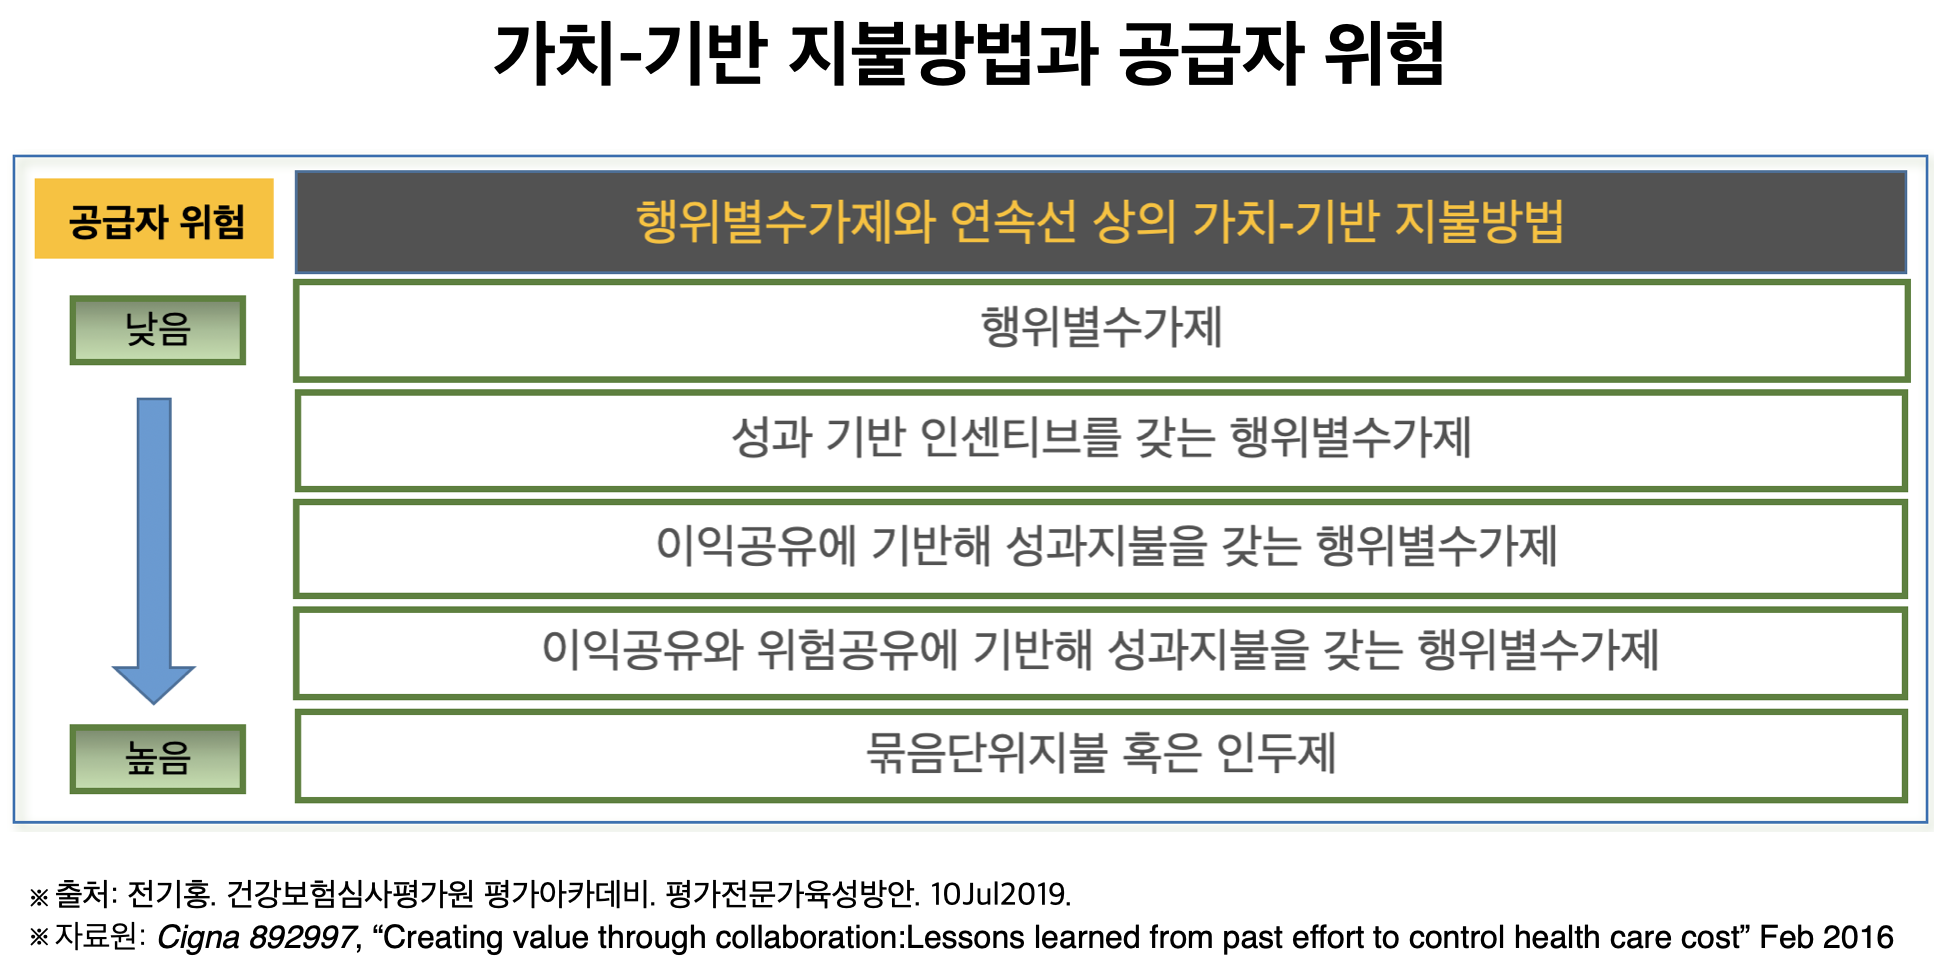 가치-기반 지불방법과 공급자 위험
공급자 위험
행위별수가제와 연속선 상의 가치-기반 지불방법
낮음
행위별수가제
성과 기반 인센티브를 갖는 행위별수가제
이익공유에 기반해 성과지불을 갖는 행위별수가제
이익공유와 위험공유에 기반해 성과지불을 갖는 행위별수가제
높음
묶음단위지불 혹은 인두제
※ 출처: 전기홍. 건강보험심사평가원 평가아카데비. 평가전문가육성방안. 10Jul2019.
※ 자료원: Cigna 892997, “Creating value through collaboration:Lessons learned from past effort to control health care cost” Feb 2016